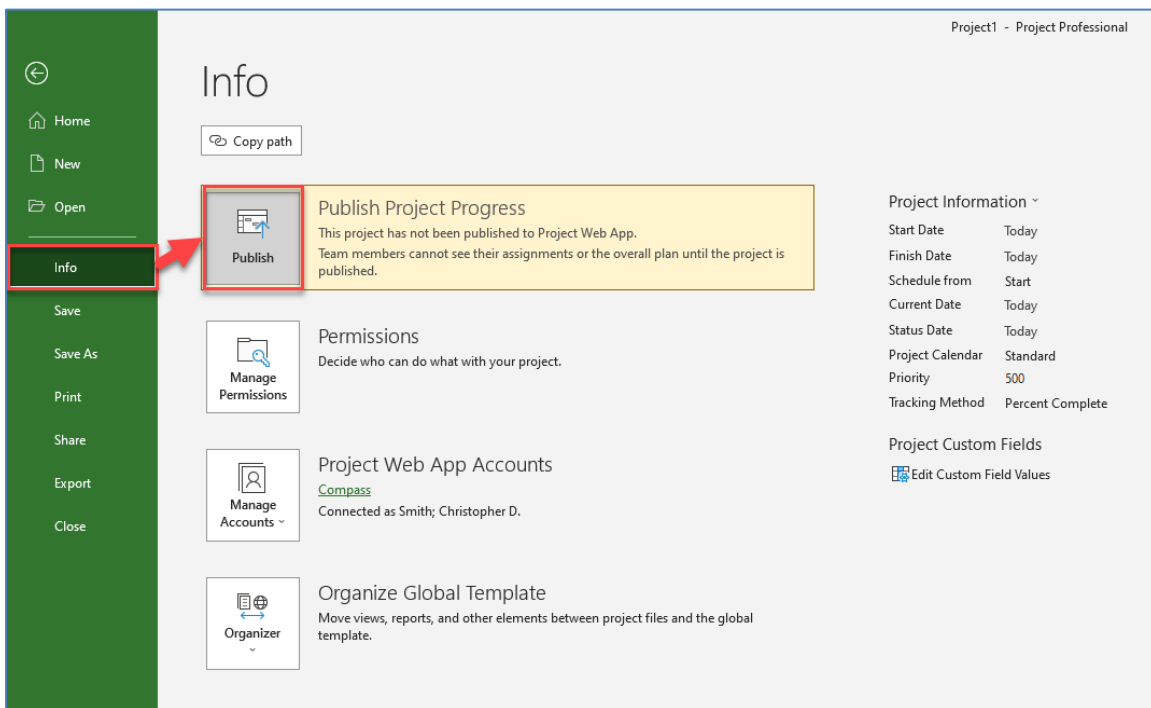 Project1 - Project Professional
Info
Home
Copy path
New
Open
Info
Save
Save As
Print
Share
Export
Close
Publish
Publish Project Progress
This project has not been published to Project Web App.
Team members cannot see their assignments or the overall plan until the project is
published.
Manage
Permissions
Permissions
Decide who can do what with your project.
Manage
Accounts
Project Web App Accounts
Compass
Connected as Smith; Christopher D.
Organizer
Organize Global Template
Move views, reports, and other elements between project files and the global
template.
Project Information
Start Date Today
Finish Date Today
Schedule from Start
Current Date Today
Status Date Today
Project Calendar Standard
Priority 500
Tracking Method Percent Complete
Project Custom Fields
Edit Custom Field Values